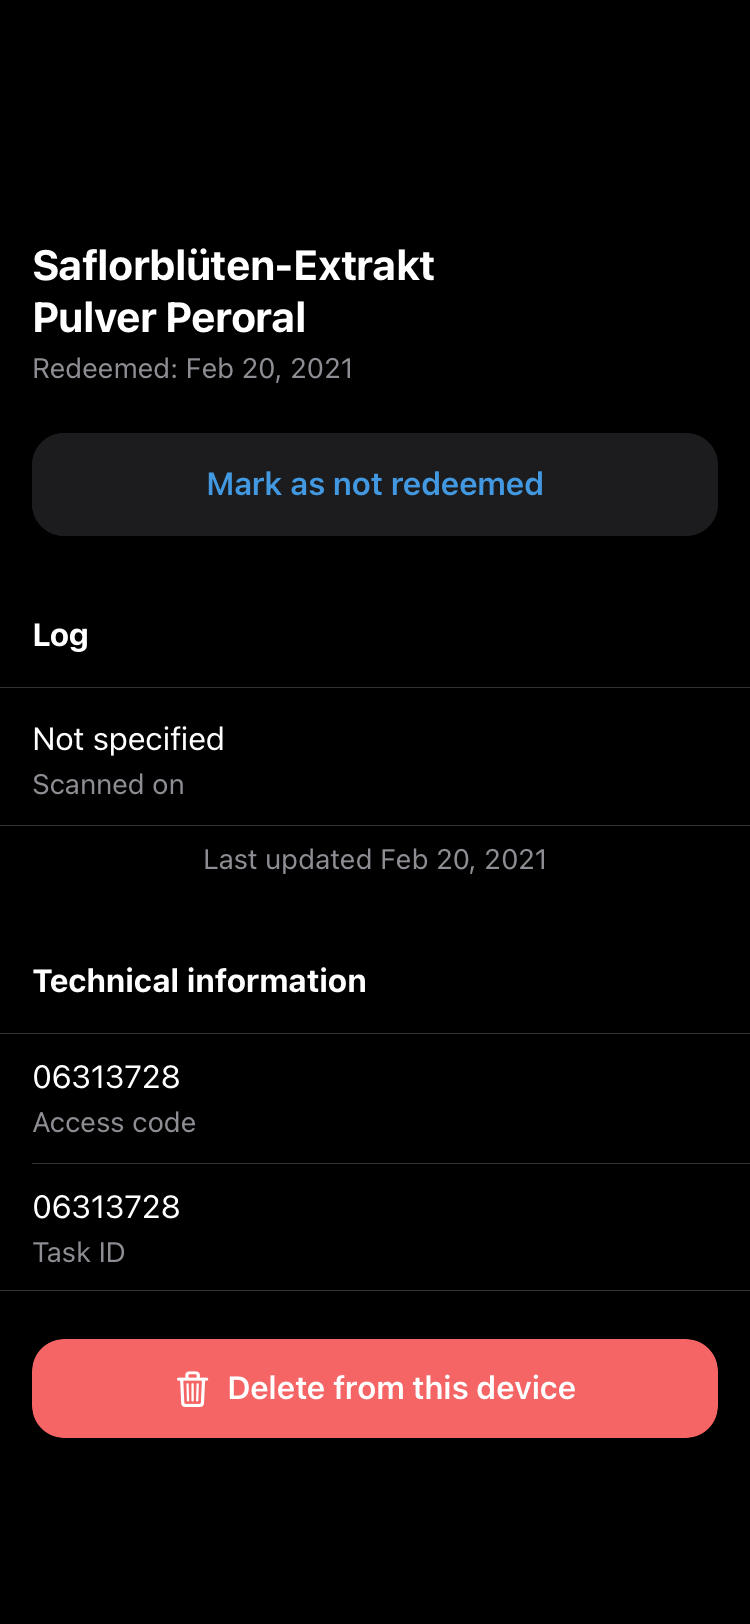 Saflorblüten-Extrakt
Pulver Peroral
Redeemed: Feb 20, 2021
Mark as not redeemed
Log
Not specified
Scanned on
Last updated Feb 20, 2021
Technical information
06313728
Access code
06313728
Task ID
Delete from this device